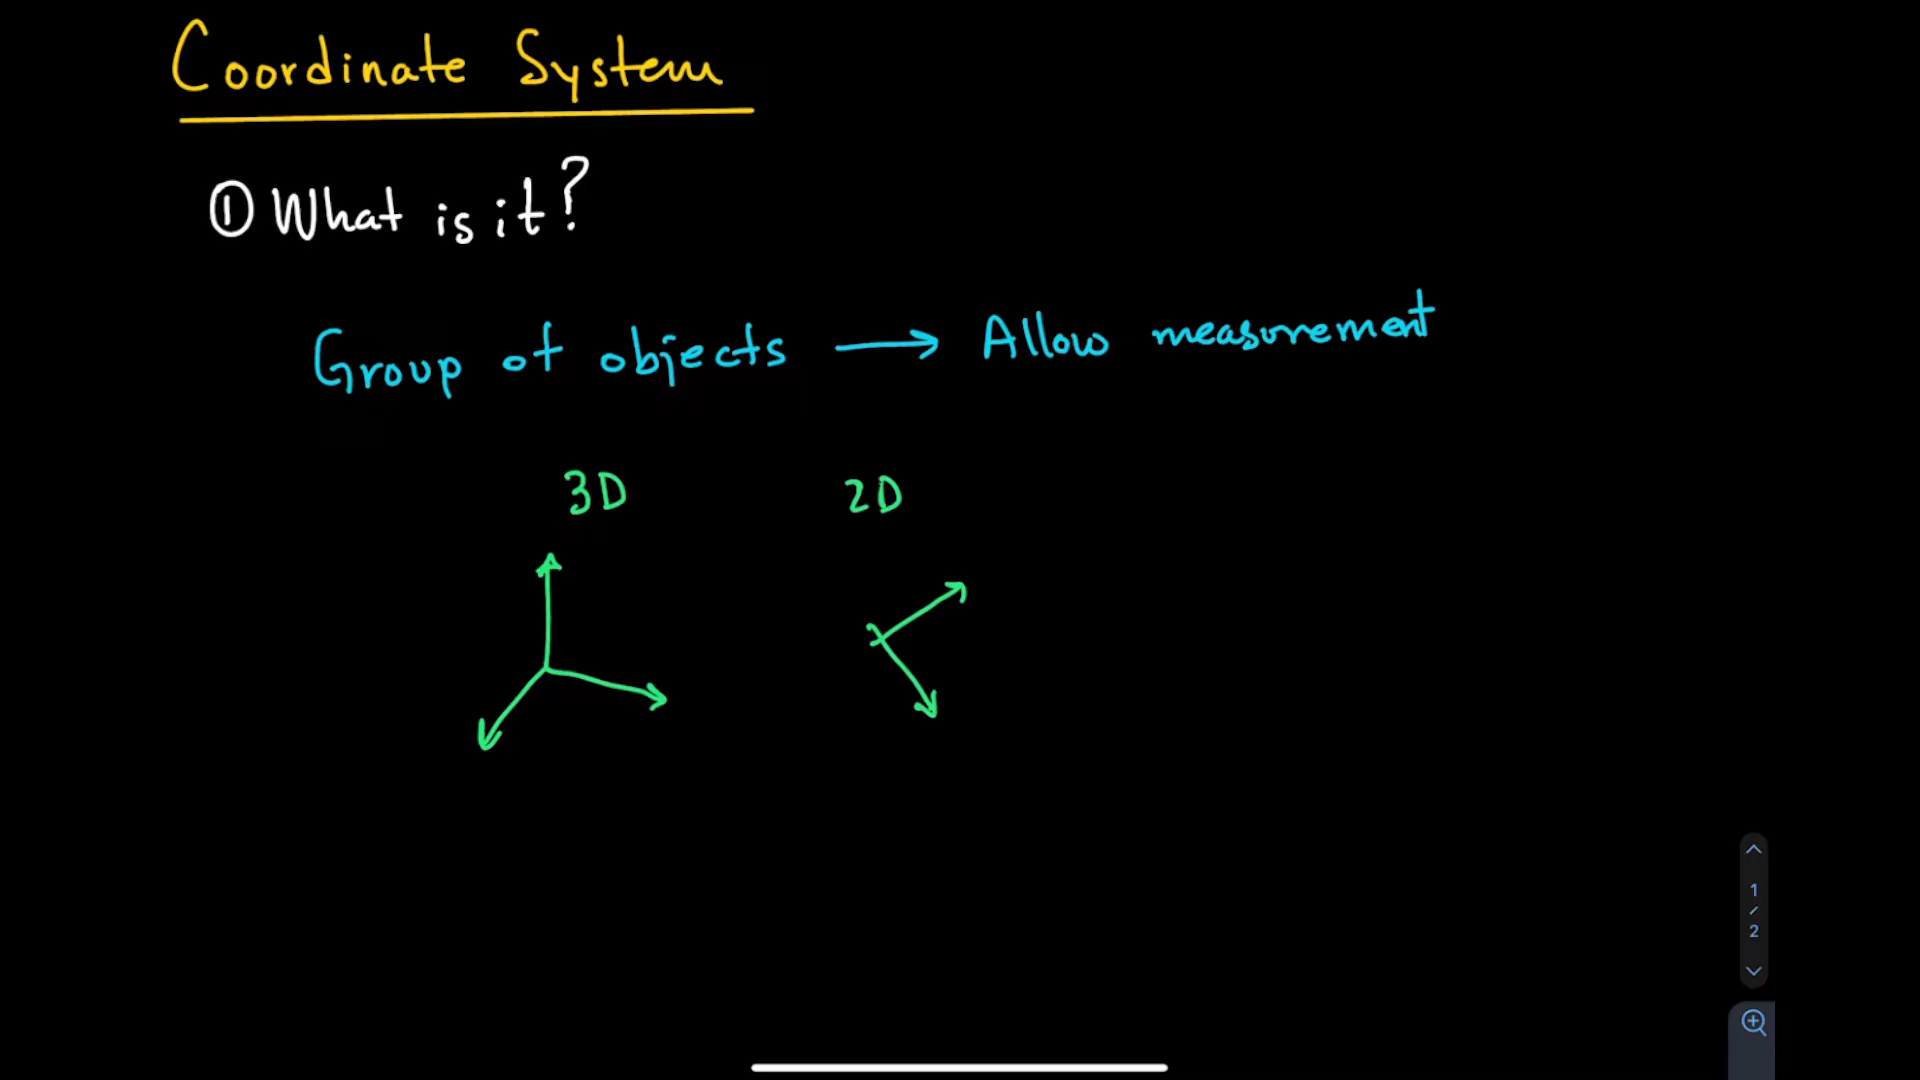 Coordinate System
① What is it?
Group of objects → Allow measurement
3D 2D
1
/
2